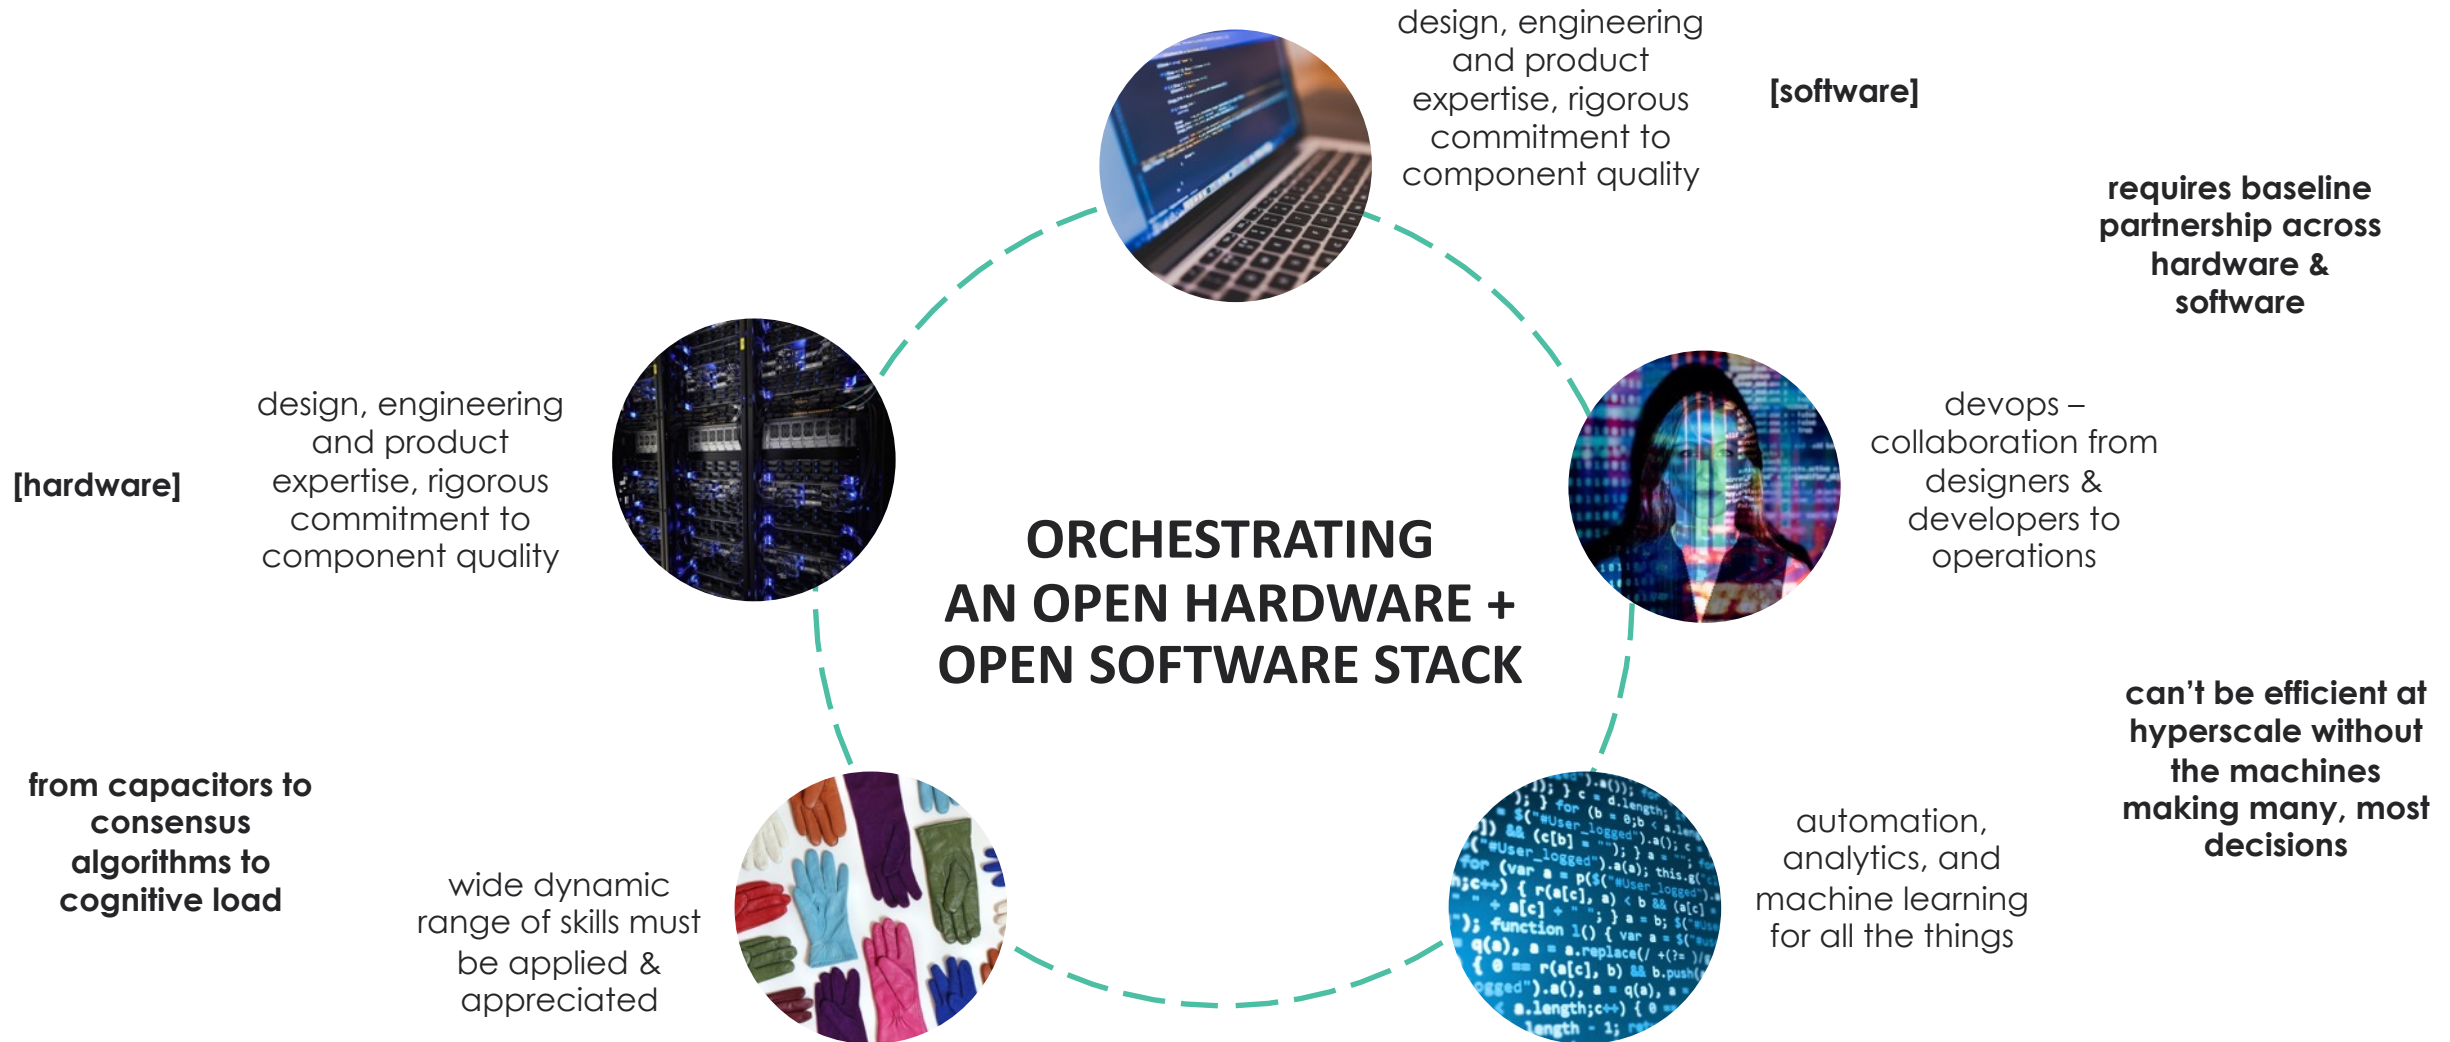 design, engineering
and product
expertise, rigorous
commitment to
component quality
[software]
requires baseline
partnership across
hardware &
software
devops –
collaboration from
designers &
developers to
operations
[hardware]
design, engineering
and product
expertise, rigorous
commitment to
component quality
ORCHESTRATING
AN OPEN HARDWARE +
OPEN SOFTWARE STACK
can’t be efficient at
hyperscale without
the machines
making many, most
decisions
automation,
analytics, and
machine learning
for all the things
from capacitors to
consensus
algorithms to
cognitive load
wide dynamic
range of skills must
be applied &
appreciated